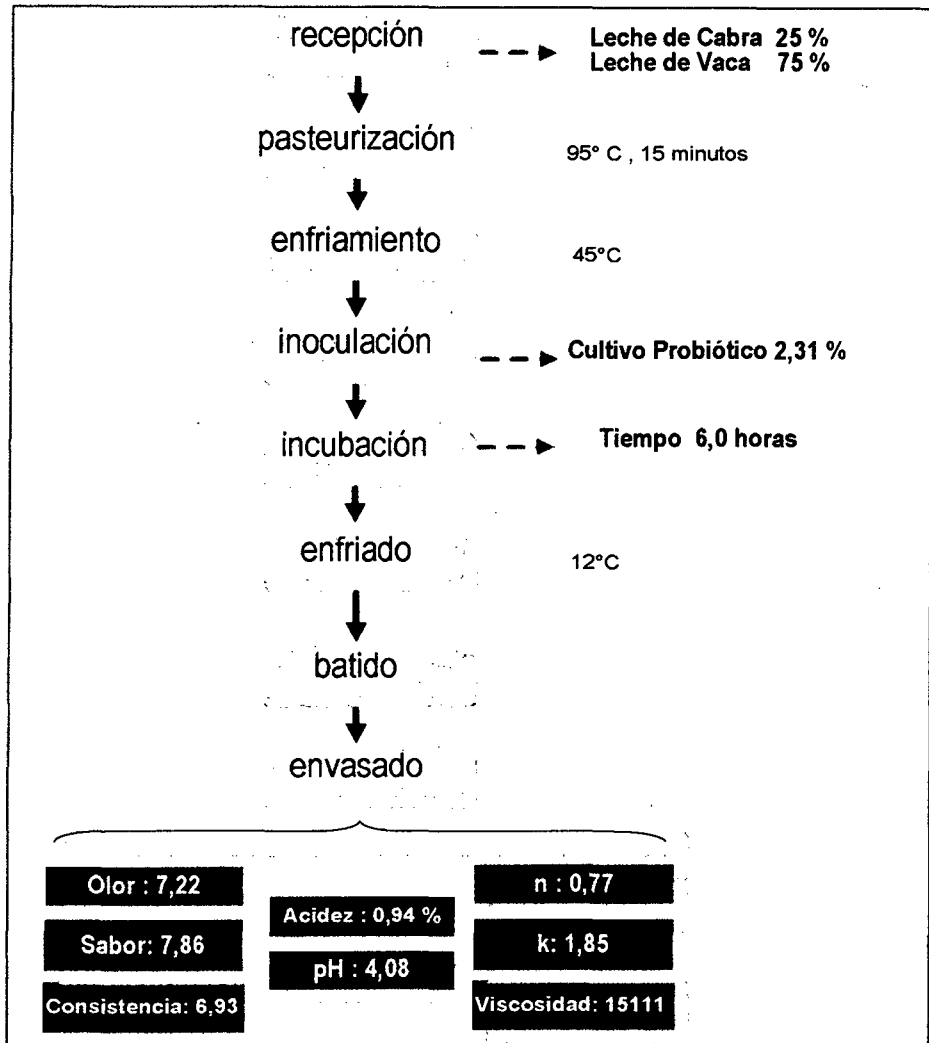 recepción
Leche de Cabra 25 %
Leche de Vaca 75 %
pasteurización
95° C , 15 minutos
enfriamiento
45°C
inoculación
Cultivo Probiótico 2,31 %
incubación
Tiempo 6,0 horas
enfriado
12°C
batido
envasado
Olor : 7,22
Sabor: 7,86
Consistencia: 6,93
Acidez : 0,94 %
pH : 4,08
n : 0,77
k: 1,85
Viscosidad: 15111